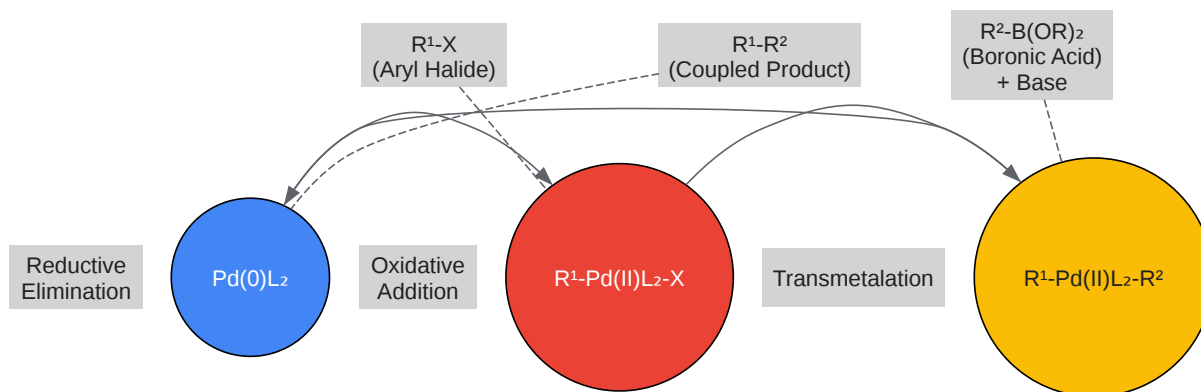 R¹-X
(Aryl Halide)
R¹-R²
(Coupled Product)
R²-B(OR)₂
(Boronic Acid)
+ Base
Reductive
Elimination
Pd(0)L₂
Oxidative
Addition
R¹-Pd(II)L₂-X
Transmetalation
R¹-Pd(II)L₂-R²